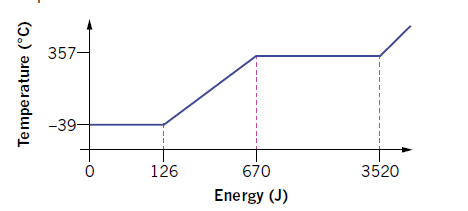 Temperature (°C)
357
–39
0 126 670 3520
Energy (J)